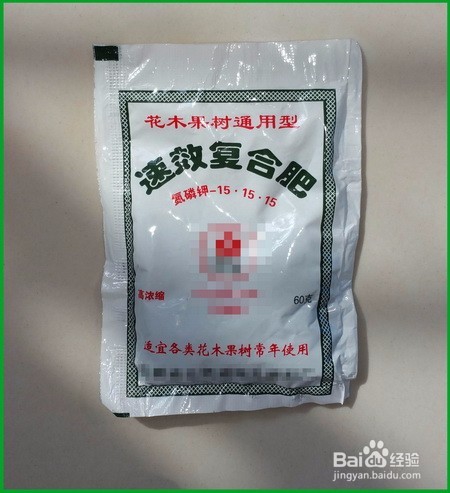 花木果树通用型
速效复合肥
氮磷钾-15·15·15
高浓缩
60克
适宜各类花木果树常年使用
Bai du 经验
jingyan.baidu.com